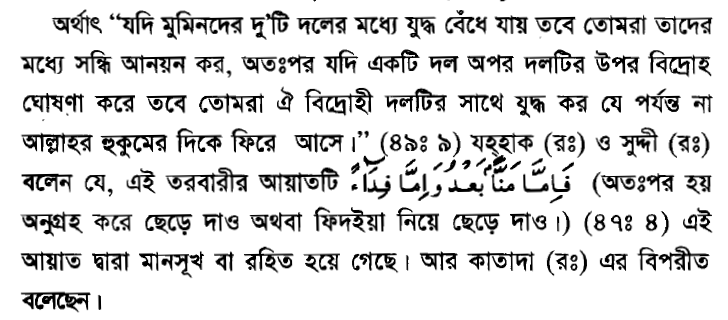 অর্থাৎ “যদি মুমিনদের দু'টি দলের মধ্যে যুদ্ধ বেঁধে যায় তবে তোমরা তাদের
মধ্যে সন্ধি আনয়ন কর, অতঃপর যদি একটি দল অপর দলটির উপর বিদ্রোহ
ঘোষণা করে তবে তোমরা ঐ বিদ্রোহী দলটির সাথে যুদ্ধ কর যে পর্যন্ত না
আল্লাহর হুকুমের দিকে ফিরে আসে।” (৪৯ঃ ৯) যহ্হাক (রঃ) ও সুদ্দী (রঃ)
বলেন যে, এই তরবারীর আয়াতটি فَاِمَّا مَنًّۢا بَعْدُ وَاِمَّا فِدَآءً (অতঃপর হয়
অনুগ্রহ করে ছেড়ে দাও অথবা ফিদইয়া নিয়ে ছেড়ে দাও।) (৪৭ঃ ৪) এই
আয়াত দ্বারা মানসূখ বা রহিত হয়ে গেছে। আর কাতাদা (রঃ) এর বিপরীত
বলেছেন।